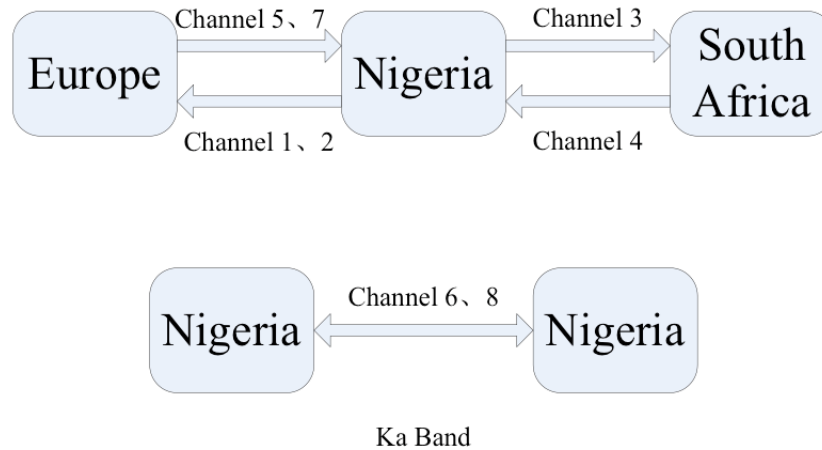 Channel 5、7
Channel 3
Europe
Nigeria
South
Africa
Channel 1、2
Channel 4
Channel 6、8
Nigeria
Nigeria
Ka Band